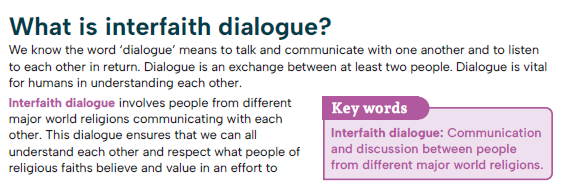 What is interfaith dialogue?
We know the word ‘dialogue’ means to talk and communicate with one another and to listen
to each other in return. Dialogue is an exchange between at least two people. Dialogue is vital
for humans in understanding each other.
Interfaith dialogue involves people from different
major world religions communicating with each
other. This dialogue ensures that we can all
understand each other and respect what people of
religious faiths believe and value in an effort to
Key words
Interfaith dialogue: Communication
and discussion between people
from different major world religions.